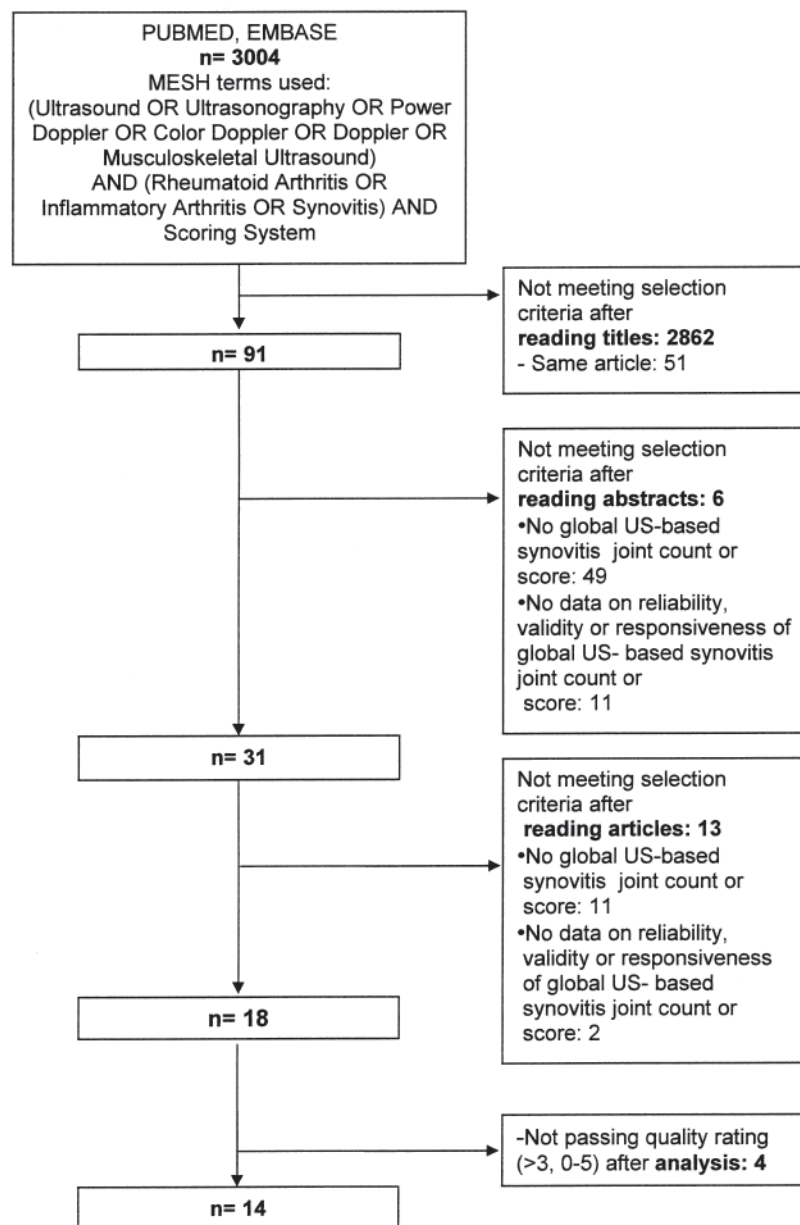 PUBMED, EMBASE
n= 3004
MESH terms used:
(Ultrasound OR Ultrasonography OR Power
Doppler OR Color Doppler OR Doppler OR
Musculoskeletal Ultrasound)
AND (Rheumatoid Arthritis OR
Inflammatory Arthritis OR Synovitis) AND
Scoring System
Not meeting selection
criteria after
reading titles: 2862
- Same article: 51
n= 91
Not meeting selection
criteria after
reading abstracts: 6
•No global US-based
synovitis joint count or
score: 49
•No data on reliability,
validity or responsiveness of
global US- based synovitis
joint count or
score: 11
n= 31
Not meeting selection
criteria after
reading articles: 13
•No global US-based
synovitis joint count or
score: 11
•No data on reliability,
validity or responsiveness
of global US- based
synovitis joint count or
score: 2
n= 18
-Not passing quality rating
(>3, 0-5) after analysis: 4
n= 14